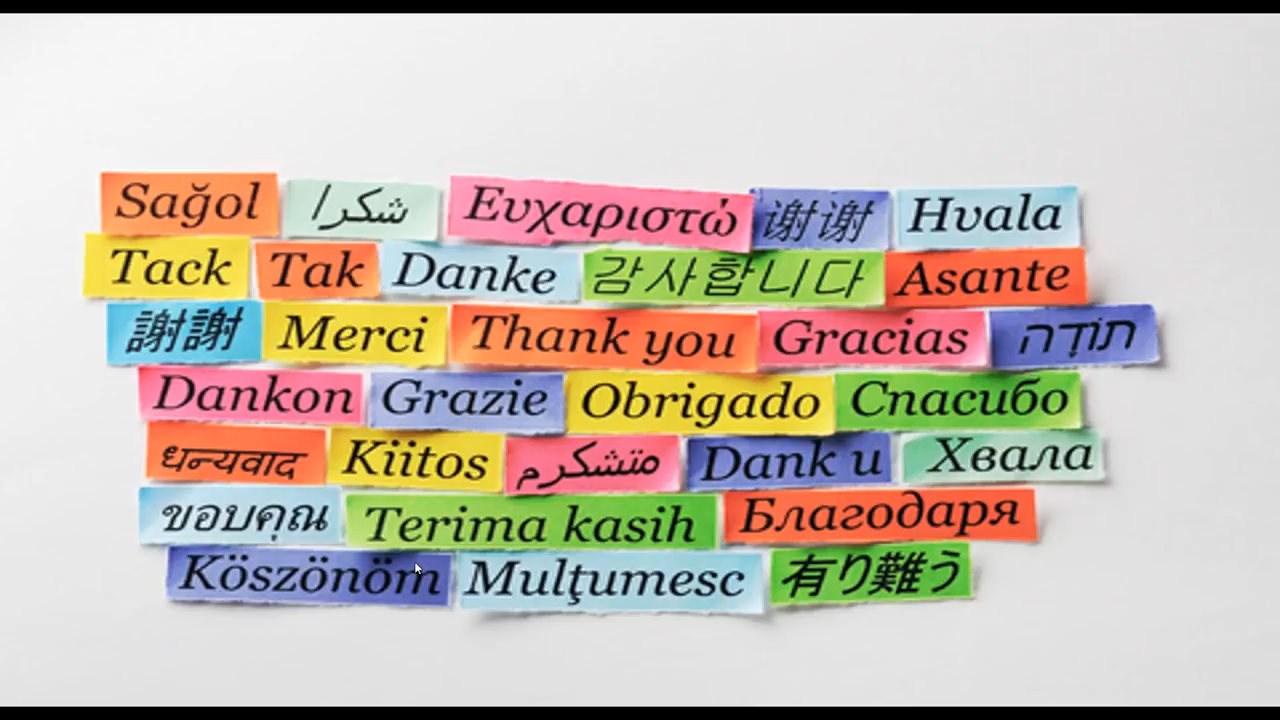 Sağol شكرا Ευχαριστώ 谢谢 Hvala
Tack Tak Danke 감사합니다 Asante
謝謝 Merci Thank you Gracias תוֹדָה
Dankon Grazie Obrigado Спасибо
धन्यवाद Kiitos متشکرم Dank u Хвала
ขอบคุณ Terima kasih Благодаря
Köszönöm Mulţumesc 有り難う